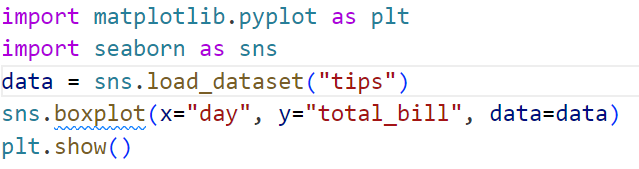 import matplotlib.pyplot as plt
import seaborn as sns
data = sns.load_dataset("tips")
sns.boxplot(x="day", y="total_bill", data=data)
plt.show()